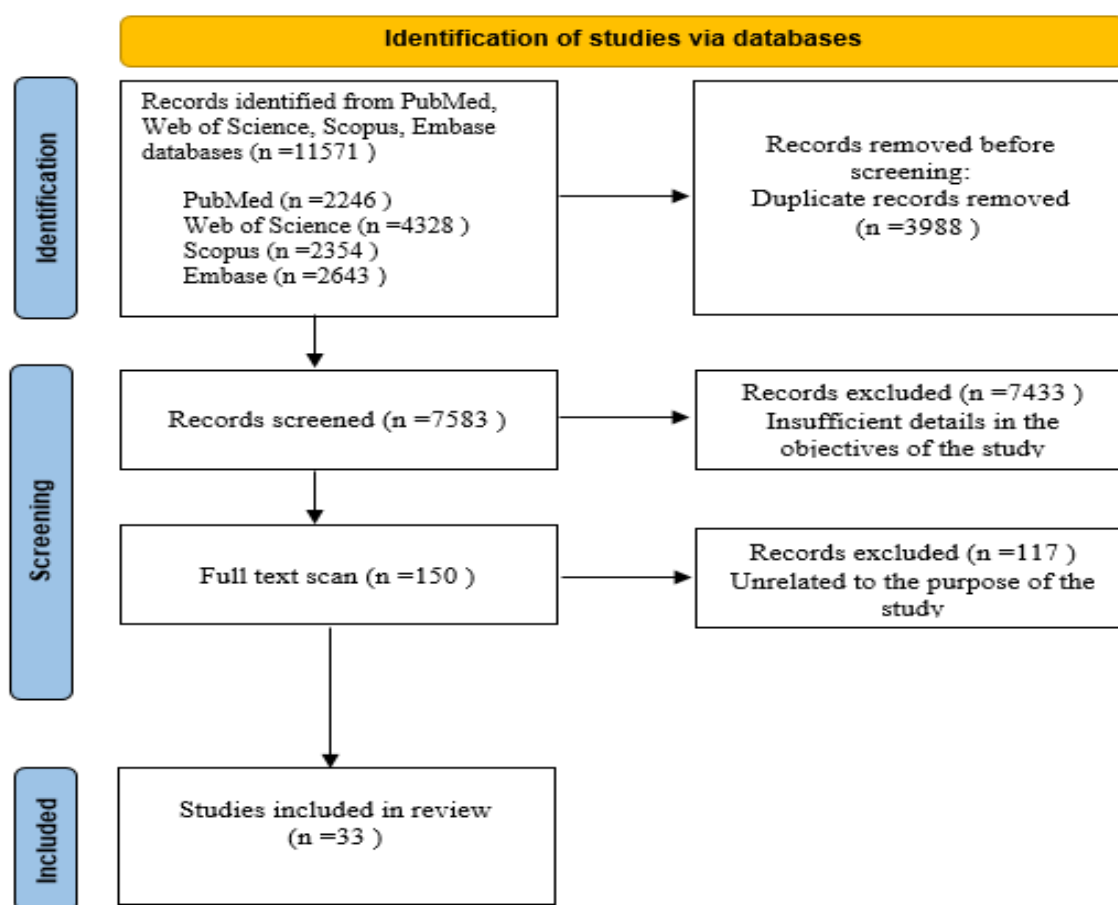 Identification of studies via databases
Identification
Records identified from PubMed,
Web of Science, Scopus, Embase
databases (n =11571 )
PubMed (n =2246 )
Web of Science (n =4328 )
Scopus (n =2354 )
Embase (n =2643 )
Records removed before
screening:
Duplicate records removed
(n =3988 )
Screening
Records screened (n =7583 )
Records excluded (n =7433 )
Insufficient details in the
objectives of the study
Full text scan (n =150 )
Records excluded (n =117 )
Unrelated to the purpose of the
study
Included
Studies included in review
(n =33 )